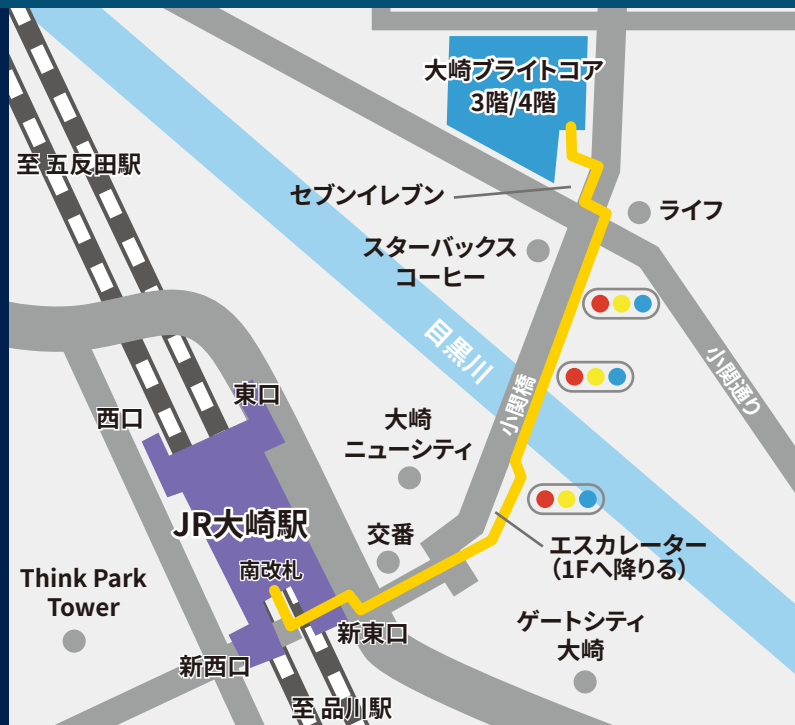 大崎ブライトコア
3階/4階
至 五反田駅
セブンイレブン
ライフ
スターバックス
コーヒー
目黒川
小関通り
小関橋
東口
西口
大崎
ニューシティ
JR大崎駅
交番
エスカレーター
（1Fへ降りる）
南改札
Think Park
Tower
新東口
ゲートシティ
大崎
新西口
至 品川駅